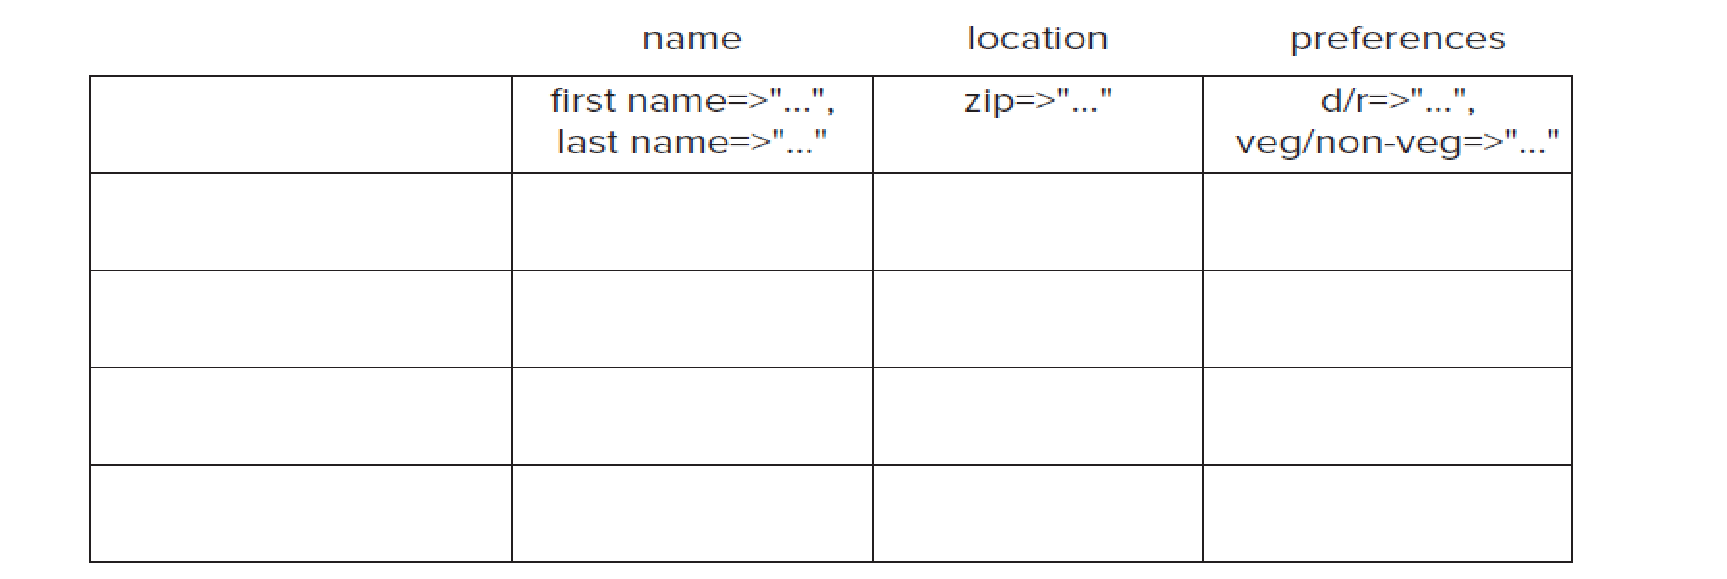 name location preferences
first name=>"...", zip=>"..." d/r=>"...",
last name=>"..." veg/non-veg=>"..."